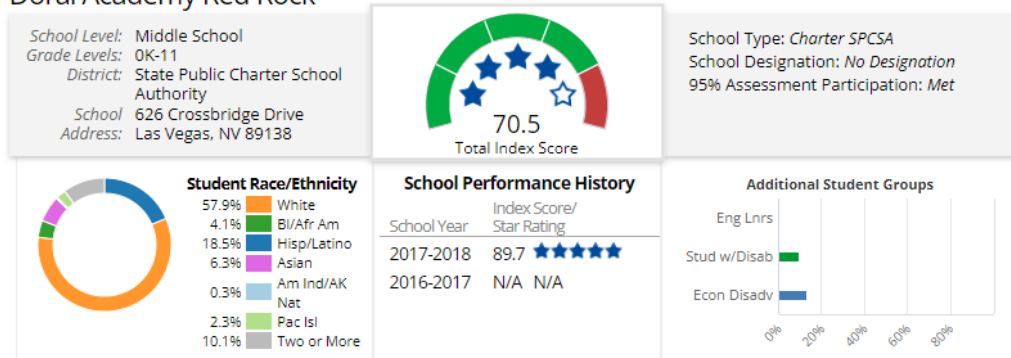 Doral Academy Red Rock
School Level: Middle School
Grade Levels: 0K-11
District: State Public Charter School
Authority
School 626 Crossbridge Drive
Address: Las Vegas, NV 89138
70.5
Total Index Score
School Type: Charter SPCSA
School Designation: No Designation
95% Assessment Participation: Met
Student Race/Ethnicity
57.9% White
4.1% Bl/Afr Am
18.5% Hisp/Latino
6.3% Asian
0.3% Am Ind/AK
Nat
2.3% Pac Isl
10.1% Two or More
School Performance History
School Year Index Score/
Star Rating
2017-2018 89.7
2016-2017 N/A N/A
Additional Student Groups
Eng Lnrs
Stud w/Disab
Econ Disadv
0% 20% 40% 60% 80%